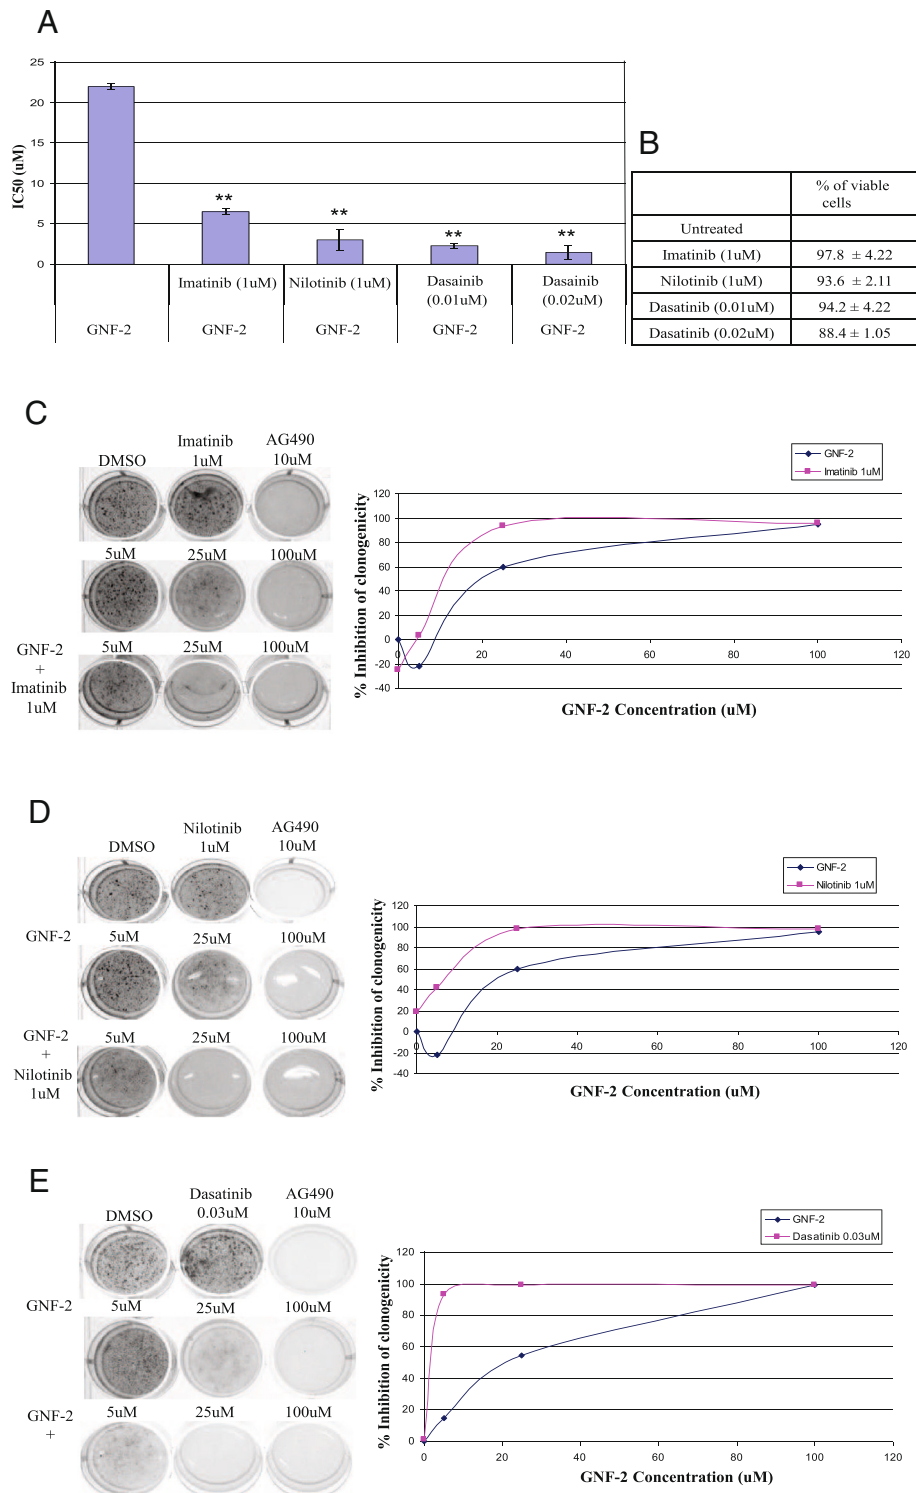 A
25
20
15
10
5
0
IC50 (uM)
**
**
**
**
Imatinib (1uM)
Nilotinib (1uM)
Dasainib
(0.01uM)
Dasainib
(0.02uM)
GNF-2
GNF-2
GNF-2
GNF-2
GNF-2
B
% of viable
cells
Untreated
Imatinib (1uM)
97.8 ± 4.22
Nilotinib (1uM)
93.6 ± 2.11
Dasatinib (0.01uM)
94.2 ± 4.22
Dasatinib (0.02uM)
88.4 ± 1.05
C
DMSO
Imatinib
1uM
AG490
10uM
5uM
25uM
100uM
GNF-2
+
Imatinib
1uM
5uM
25uM
100uM
GNF-2
Imatinib 1uM
120
100
80
60
40
20
0
-20
-40
0
20
40
60
80
100
120
% Inhibition of clonogenicity
GNF-2 Concentration (uM)
D
DMSO
Nilotinib
1uM
AG490
10uM
GNF-2
5uM
25uM
100uM
GNF-2
+
Nilotinib
1uM
5uM
25uM
100uM
GNF-2
Nilotinib 1uM
120
100
80
60
40
20
0
-20
-40
0
20
40
60
80
100
120
% Inhibition of clonogenicity
GNF-2 Concentration (uM)
E
DMSO
Dasatinib
0.03uM
AG490
10uM
GNF-2
5uM
25uM
100uM
GNF-2
+
5uM
25uM
100uM
GNF-2
Dasatinib 0.03uM
120
100
80
60
40
20
0
0
20
40
60
80
100
120
% Inhibition of clonogenicity
GNF-2 Concentration (uM)